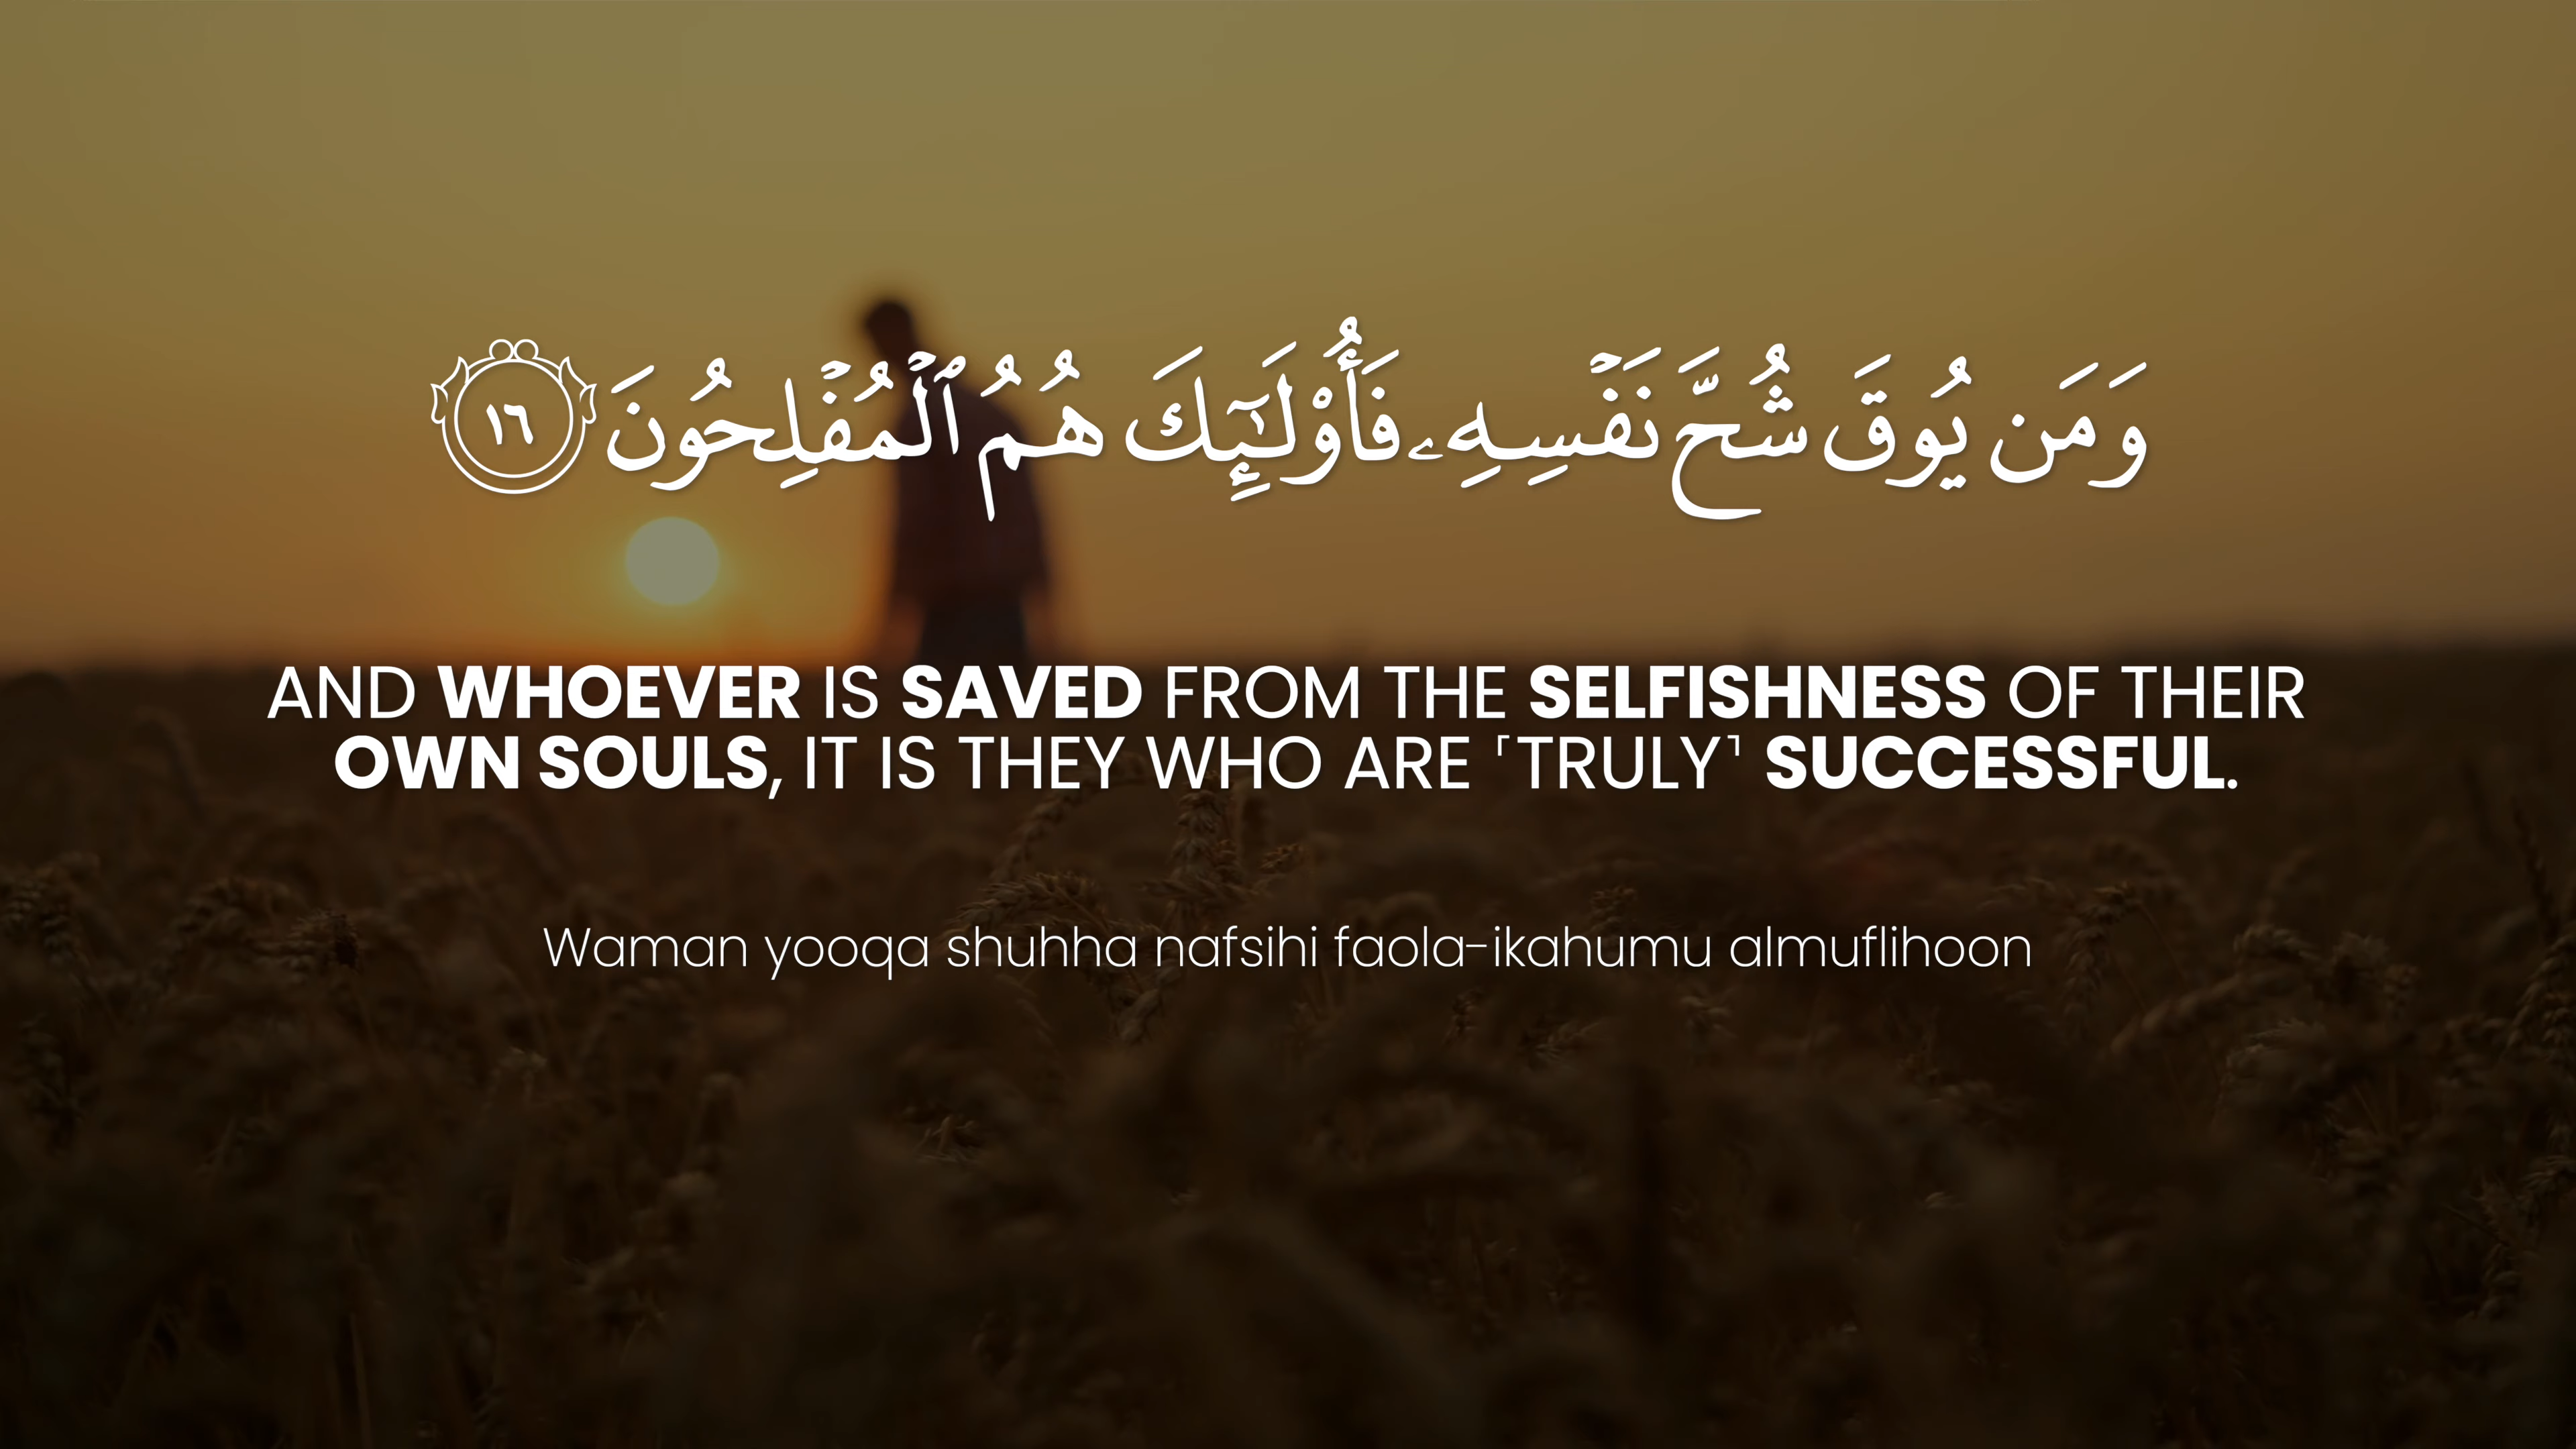 وَمَن يُوقَ شُحَّ نَفْسِهِۦ فَأُو۟لَـٰٓئِكَ هُمُ ٱلْمُفْلِحُونَ ١٦
AND WHOEVER IS SAVED FROM THE SELFISHNESS OF THEIR
OWN SOULS, IT IS THEY WHO ARE ˹TRULY˺ SUCCESSFUL.
Waman yooqa shuhha nafsihi faola-ikahumu almuflihoon